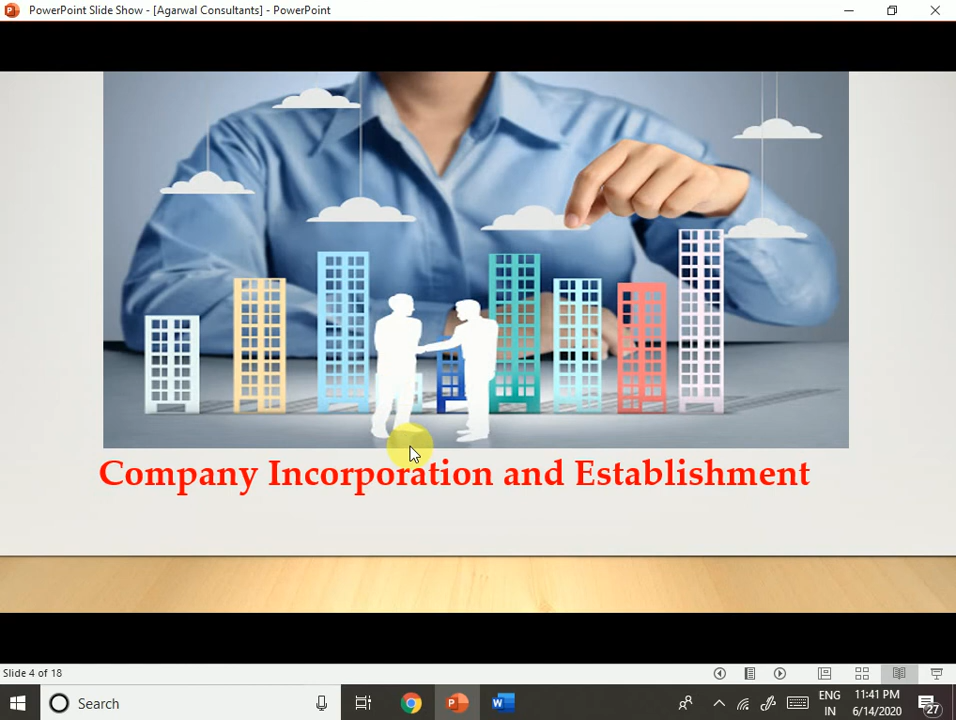 PowerPoint Slide Show - [Agarwal Consultants] - PowerPoint
Company Incorporation and Establishment
Slide 4 of 18
Search
ENG
IN
11:41 PM
6/14/2020
27